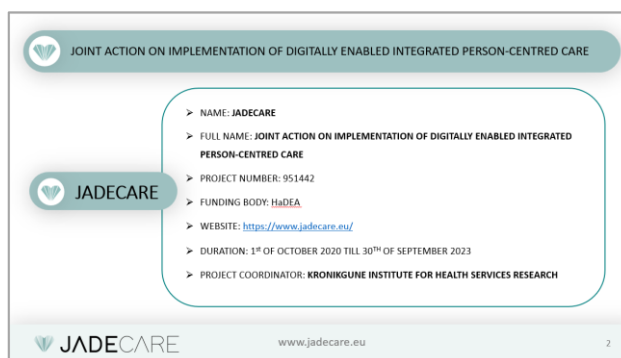 JOINT ACTION ON IMPLEMENTATION OF DIGITALLY ENABLED INTEGRATED PERSON-CENTRED CARE
JADECARE
➢ NAME: JADECARE
➢ FULL NAME: JOINT ACTION ON IMPLEMENTATION OF DIGITALLY ENABLED INTEGRATED
PERSON-CENTRED CARE
➢ PROJECT NUMBER: 951442
➢ FUNDING BODY: HaDEA
➢ WEBSITE: https://www.jadecare.eu/
➢ DURATION: 1ST OF OCTOBER 2020 TILL 30TH OF SEPTEMBER 2023
➢ PROJECT COORDINATOR: KRONIKGUNE INSTITUTE FOR HEALTH SERVICES RESEARCH
JADECARE
www.jadecare.eu
2